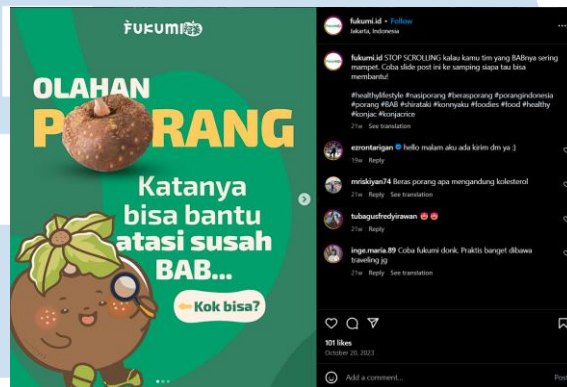 FUKUMI
OLAHAN
PORANG
Katanya
bisa bantu
atasi susah
BAB...
Kok bisa?
fukumi.id • Follow
Jakarta, Indonesia
fukumi.id STOP SCROLLING kalau kamu tim yang BABnya sering
mampet. Coba slide post ini ke samping siapa tau bisa
membantu!
#healthylifestyle #nasiporang #berasporang #porangindonesia
#porang #BAB #shirataki #konnyaku #foodies #food #healthy
#konjac #konjacrice
21w See translation
ezrontarigan hello malam aku ada kirim dm ya :)
19w Reply
mriskiyan74 Beras porang apa mengandung kolesterol
21w Reply See translation
tubagusfredyirawan
21w Reply
inge.maria.89 Coba fukumi donk. Praktis banget dibawa
traveling jg
21w Reply See translation
101 likes
October 20, 2023
Add a comment...